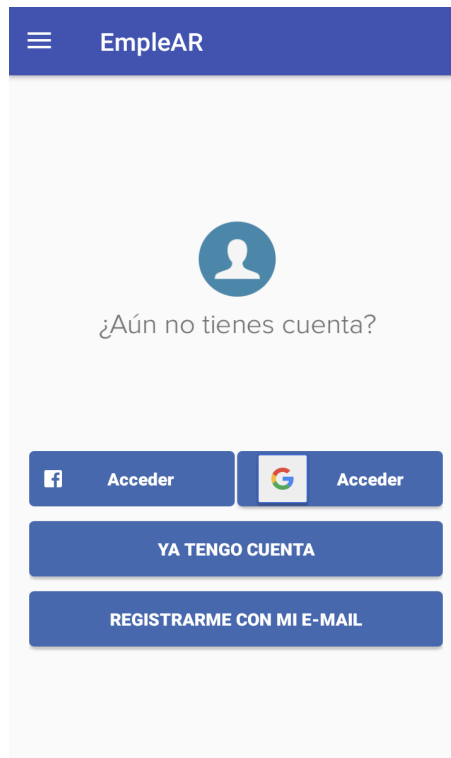 EmpleAR
¿Aún no tienes cuenta?
Acceder
Acceder
YA TENGO CUENTA
REGISTRARME CON MI E-MAIL